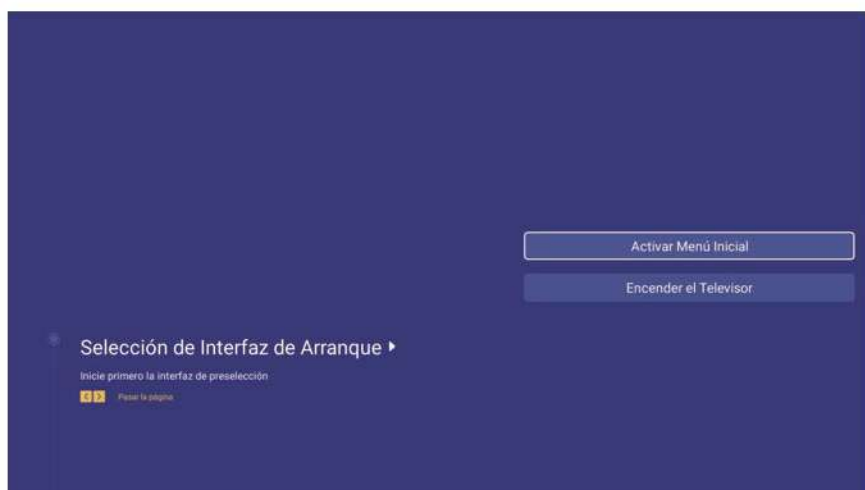 Activar Menú Inicial
Encender el Televisor
Selección de Interfaz de Arranque
Inicie primero la interfaz de preselección
Pasar la página